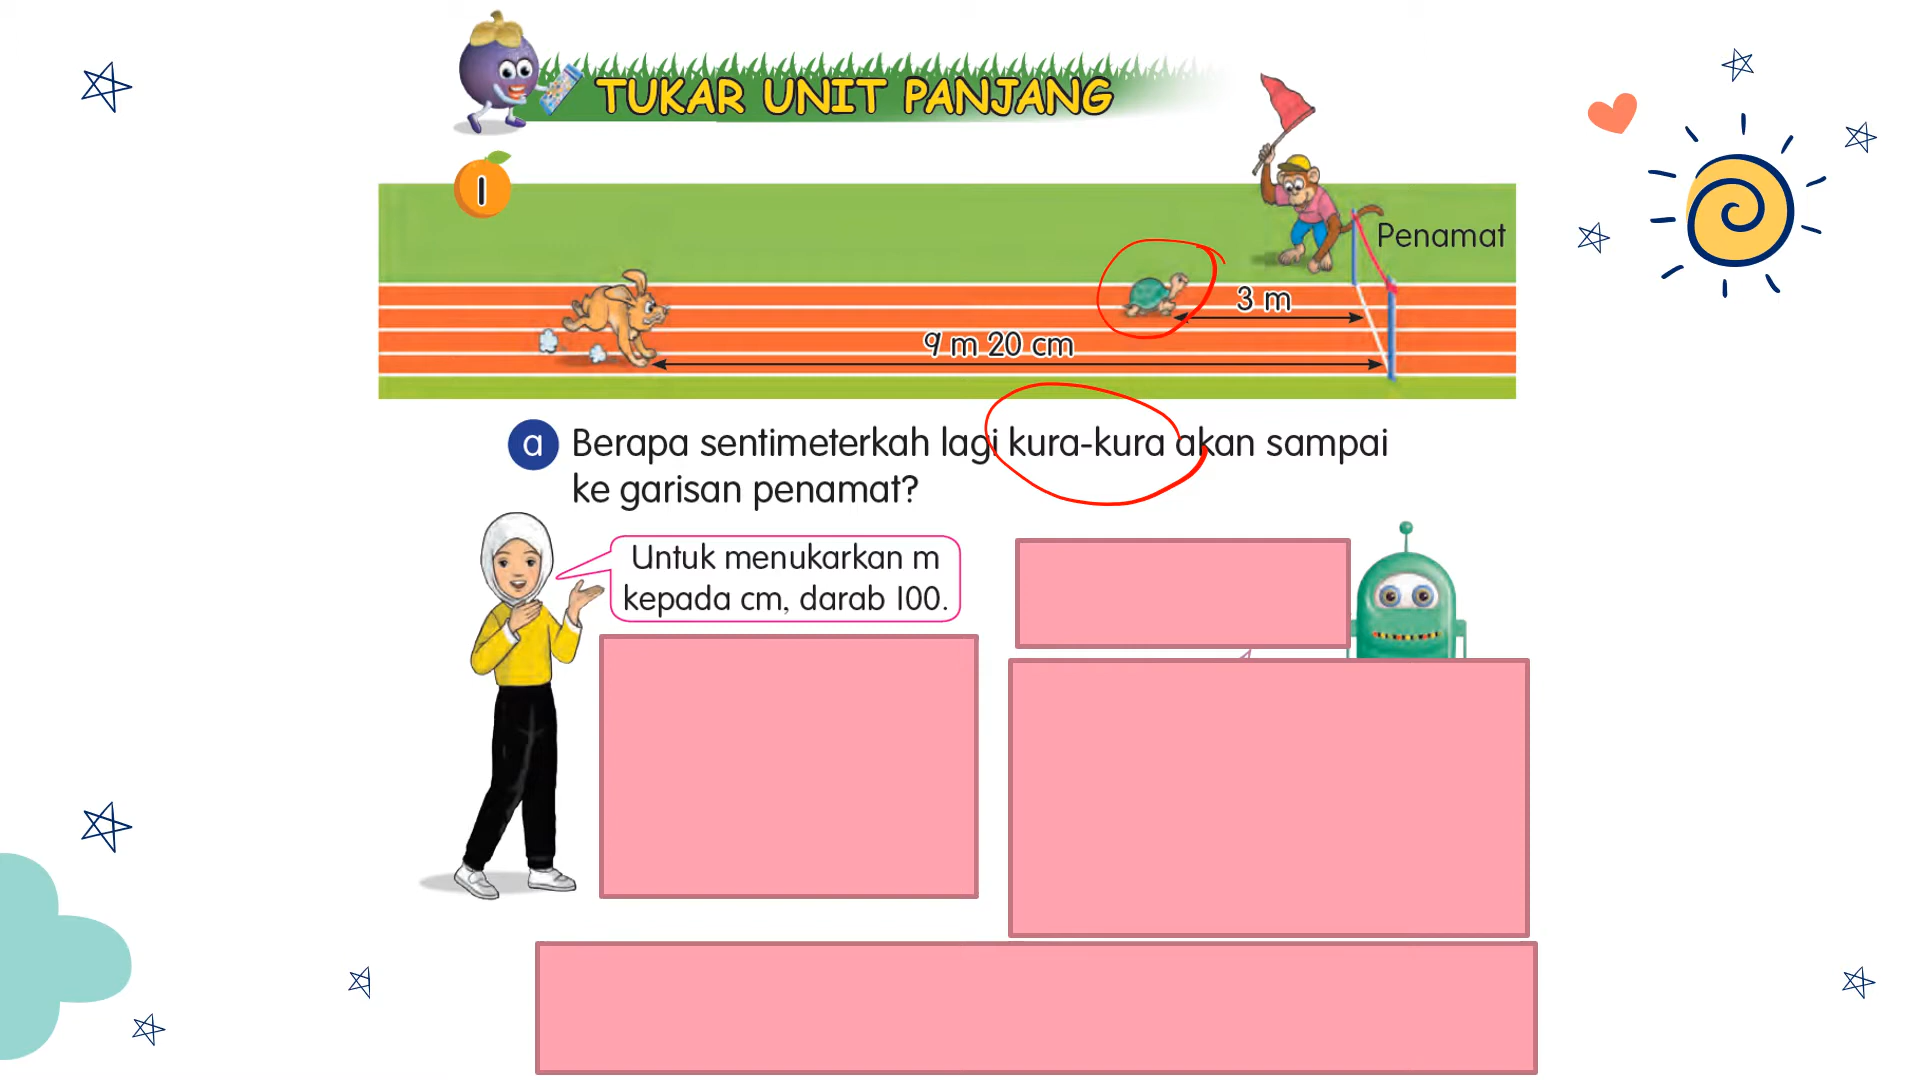 TUKAR UNIT PANJANG
1
Penamat
3 m
9 m 20 cm
a Berapa sentimeterkah lagi kura-kura akan sampai
ke garisan penamat?
Untuk menukarkan m
kepada cm, darab 100.